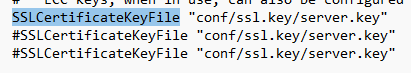 # ECC keys, when in use, can also be configured
SSLCertificateKeyFile "conf/ssl.key/server.key"
#SSLCertificateKeyFile "conf/ssl.key/server.key"
#SSLCertificateKeyFile "conf/ssl.key/server.key"